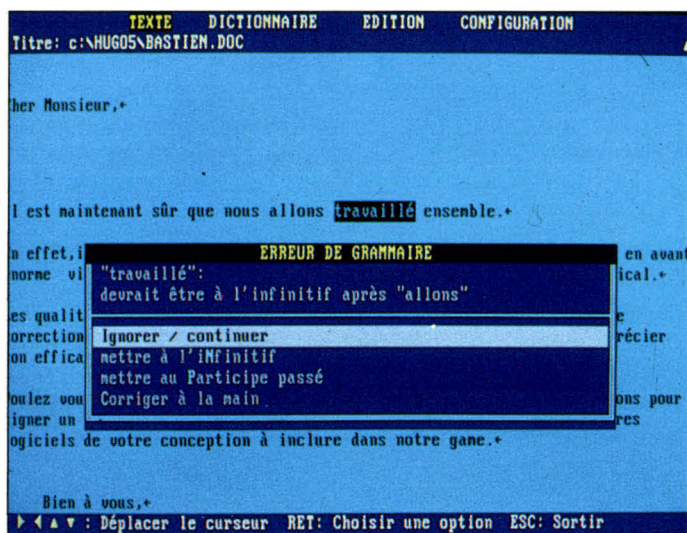 TEXTE DICTIONNAIRE EDITION CONFIGURATION
Titre: c:\HUGO5\BASTIEN.DOC
her Monsieur,
l est maintenant sûr que nous allons travaillé ensemble.
n effet,i en avant
norme vi ical.
es qualit e
orrection récier
on effica
oulez vou ons pour
igner un res
ogiciels de votre conception à inclure dans notre game.
Bien à vous,
ERREUR DE GRAMMAIRE
"travaillé":
devrait être à l'infinitif après "allons"
Ignorer / continuer
mettre à l'iNfinitif
mettre au Participe passé
Corriger à la main
: Déplacer le curseur RET: Choisir une option ESC: Sortir